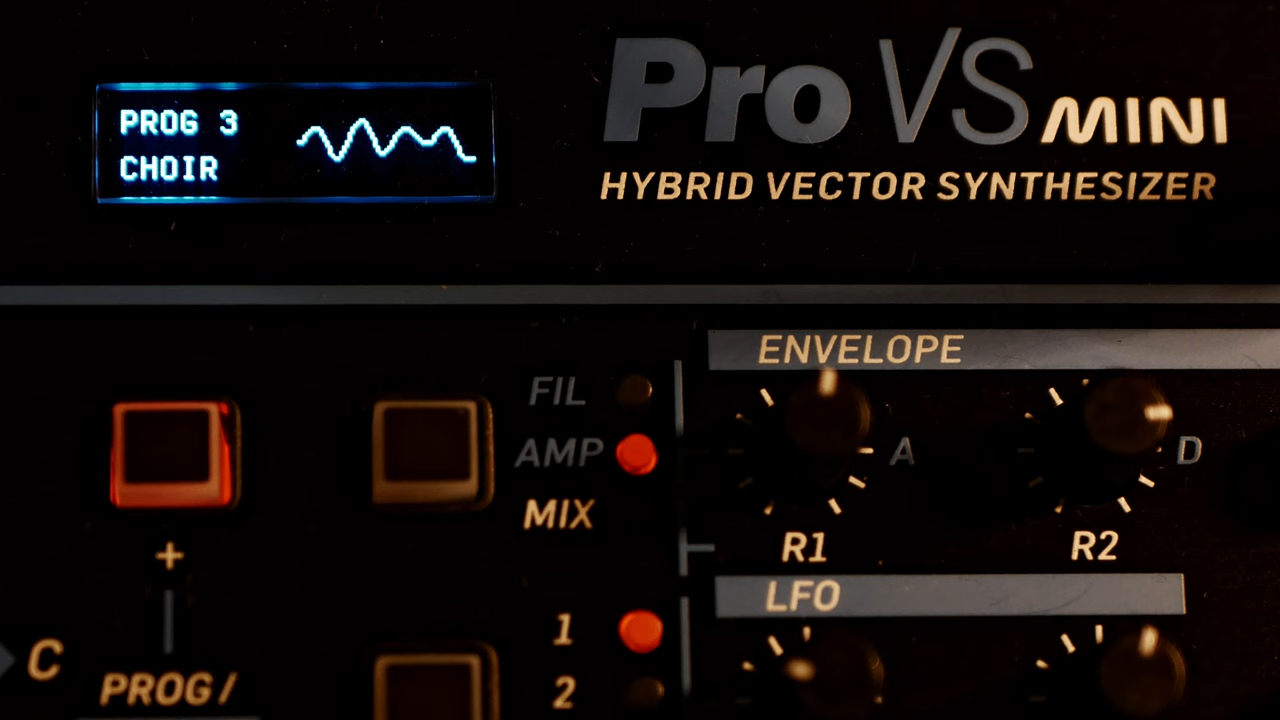 PROG 3
CHOIR
Pro VS MINI
HYBRID VECTOR SYNTHESIZER
ENVELOPE
FIL
AMP
MIX
A
D
R1
R2
+
LFO
1
2
C
PROG /